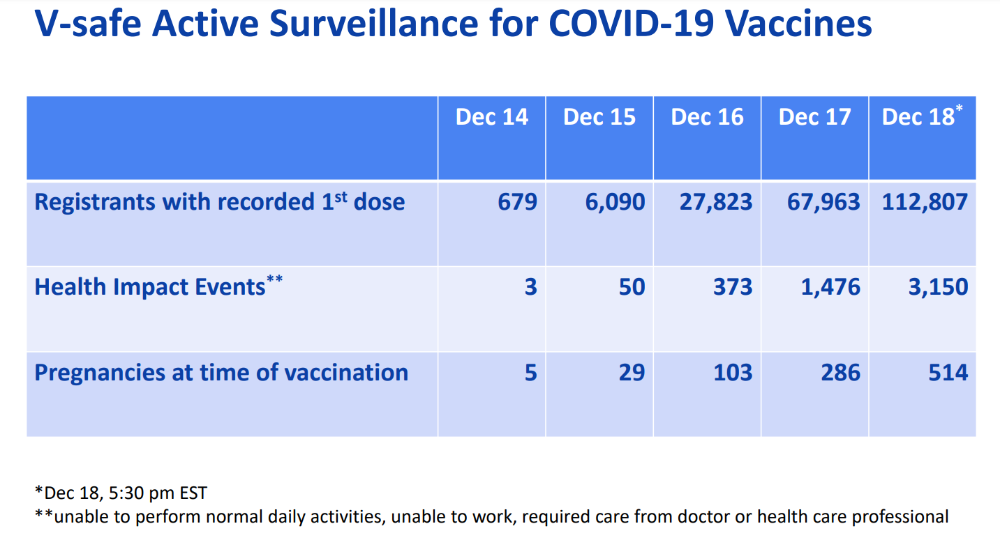 V-safe Active Surveillance for COVID-19 Vaccines
Dec 14 Dec 15 Dec 16 Dec 17 Dec 18*
Registrants with recorded 1st dose 679 6,090 27,823 67,963 112,807
Health Impact Events** 3 50 373 1,476 3,150
Pregnancies at time of vaccination 5 29 103 286 514
*Dec 18, 5:30 pm EST
**unable to perform normal daily activities, unable to work, required care from doctor or health care professional